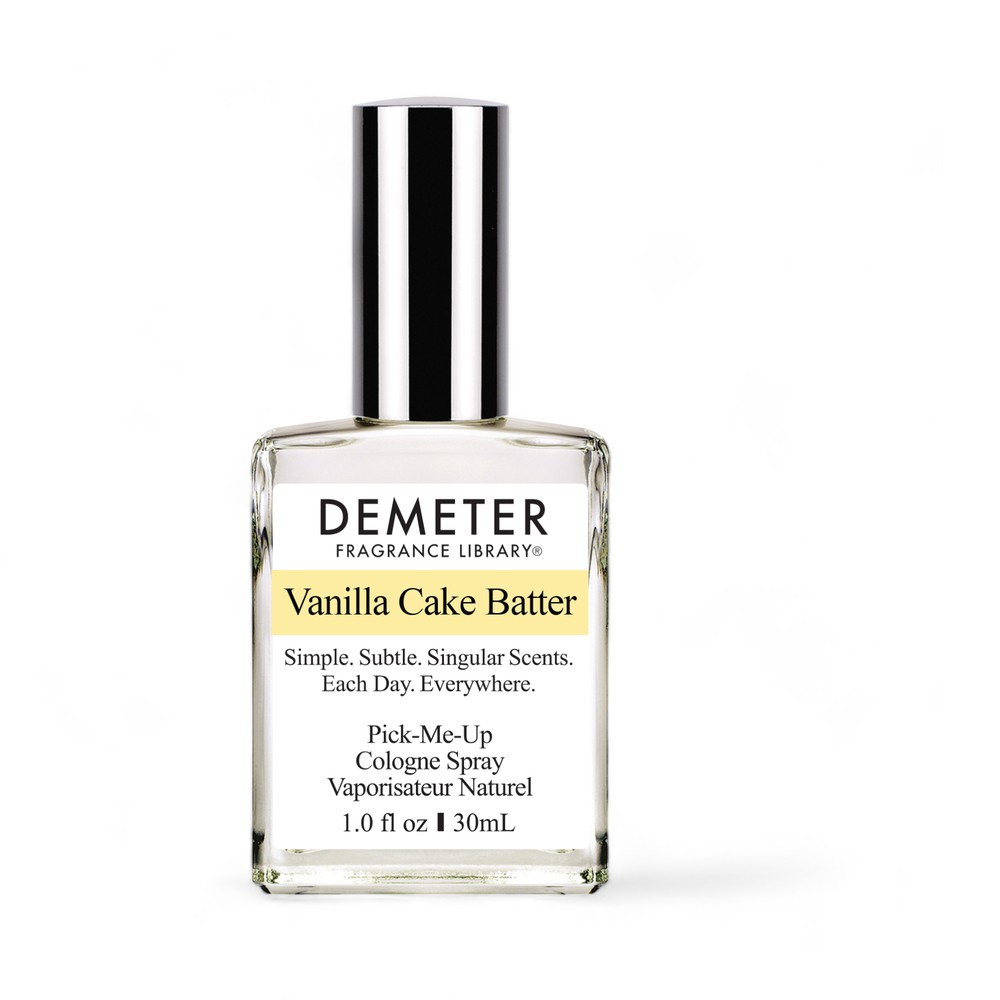 DEMETER
FRAGRANCE LIBRARY®
Vanilla Cake Batter
Simple. Subtle. Singular Scents.
Each Day. Everywhere.
Pick-Me-Up
Cologne Spray
Vaporisateur Naturel
1.0 fl oz ▮ 30mL